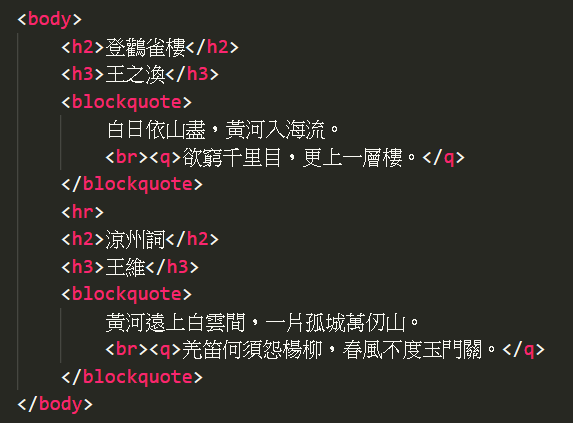 <body>
<h2>登鸛雀樓</h2>
<h3>王之渙</h3>
<blockquote>
白日依山盡，黃河入海流。
<br><q>欲窮千里目，更上一層樓。</q>
</blockquote>
<hr>
<h2>涼州詞</h2>
<h3>王維</h3>
<blockquote>
黃河遠上白雲間，一片孤城萬仞山。
<br><q>羌笛何須怨楊柳，春風不度玉門關。</q>
</blockquote>
</body>